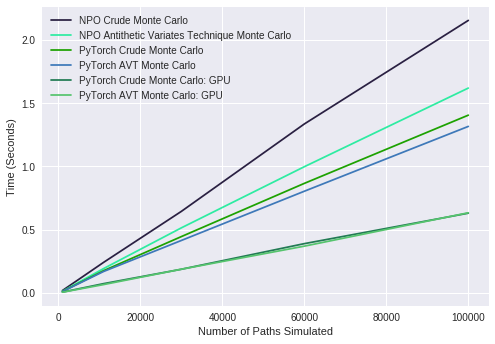 NPO Crude Monte Carlo
NPO Antithetic Variates Technique Monte Carlo
PyTorch Crude Monte Carlo
PyTorch AVT Monte Carlo
PyTorch Crude Monte Carlo: GPU
PyTorch AVT Monte Carlo: GPU
Time (Seconds)
2.0
1.5
1.0
0.5
0.0
0 20000 40000 60000 80000 100000
Number of Paths Simulated